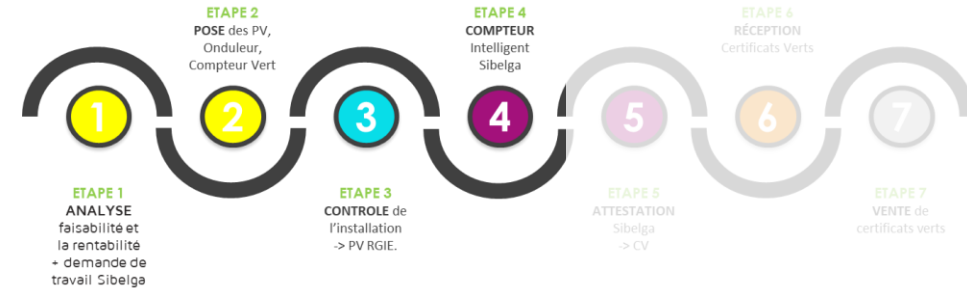 ETAPE 2
POSE des PV,
Onduleur,
Compteur Vert
ETAPE 4
COMPTEUR
Intelligent
Sibelga
ETAPE 6
RÉCEPTION
Certificats Verts
1
2
3
4
5
6
7
ETAPE 1
ANALYSE
faisabilité et
la rentabilité
+ demande de
travail Sibelga
ETAPE 3
CONTROLE de
l'installation
-> PV RGIE.
ETAPE 5
ATTESTATION
Sibelga
-> CV
ETAPE 7
VENTE de
certificats verts